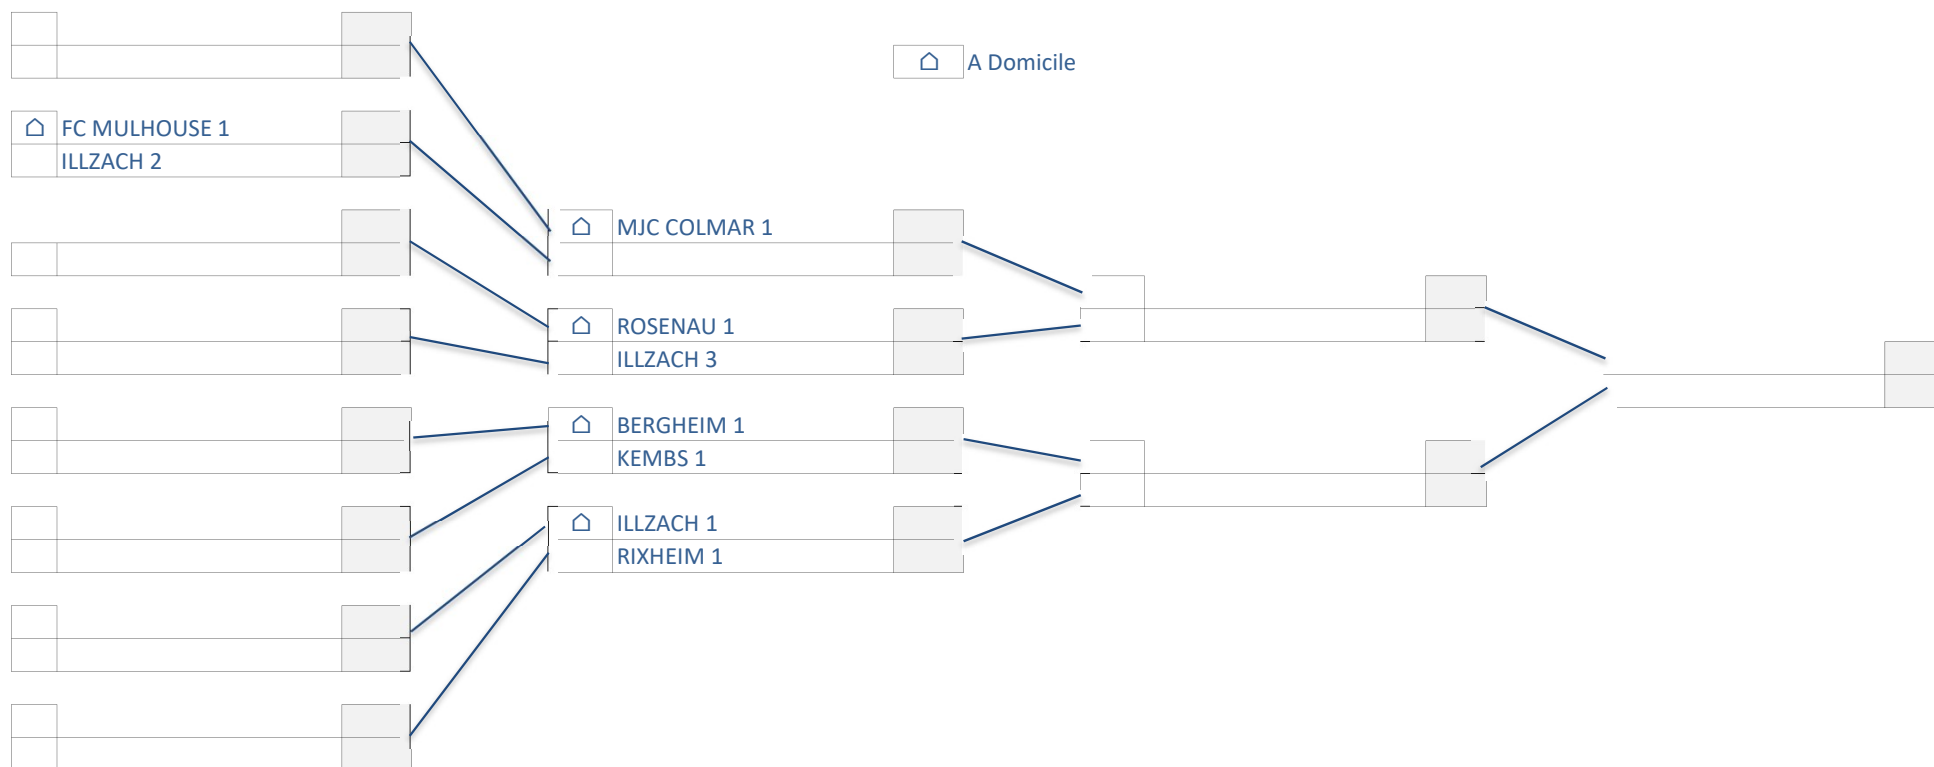 A Domicile
FC MULHOUSE 1
ILLZACH 2
MJC COLMAR 1
ROSENAU 1
ILLZACH 3
BERGHEIM 1
KEMBS 1
ILLZACH 1
RIXHEIM 1